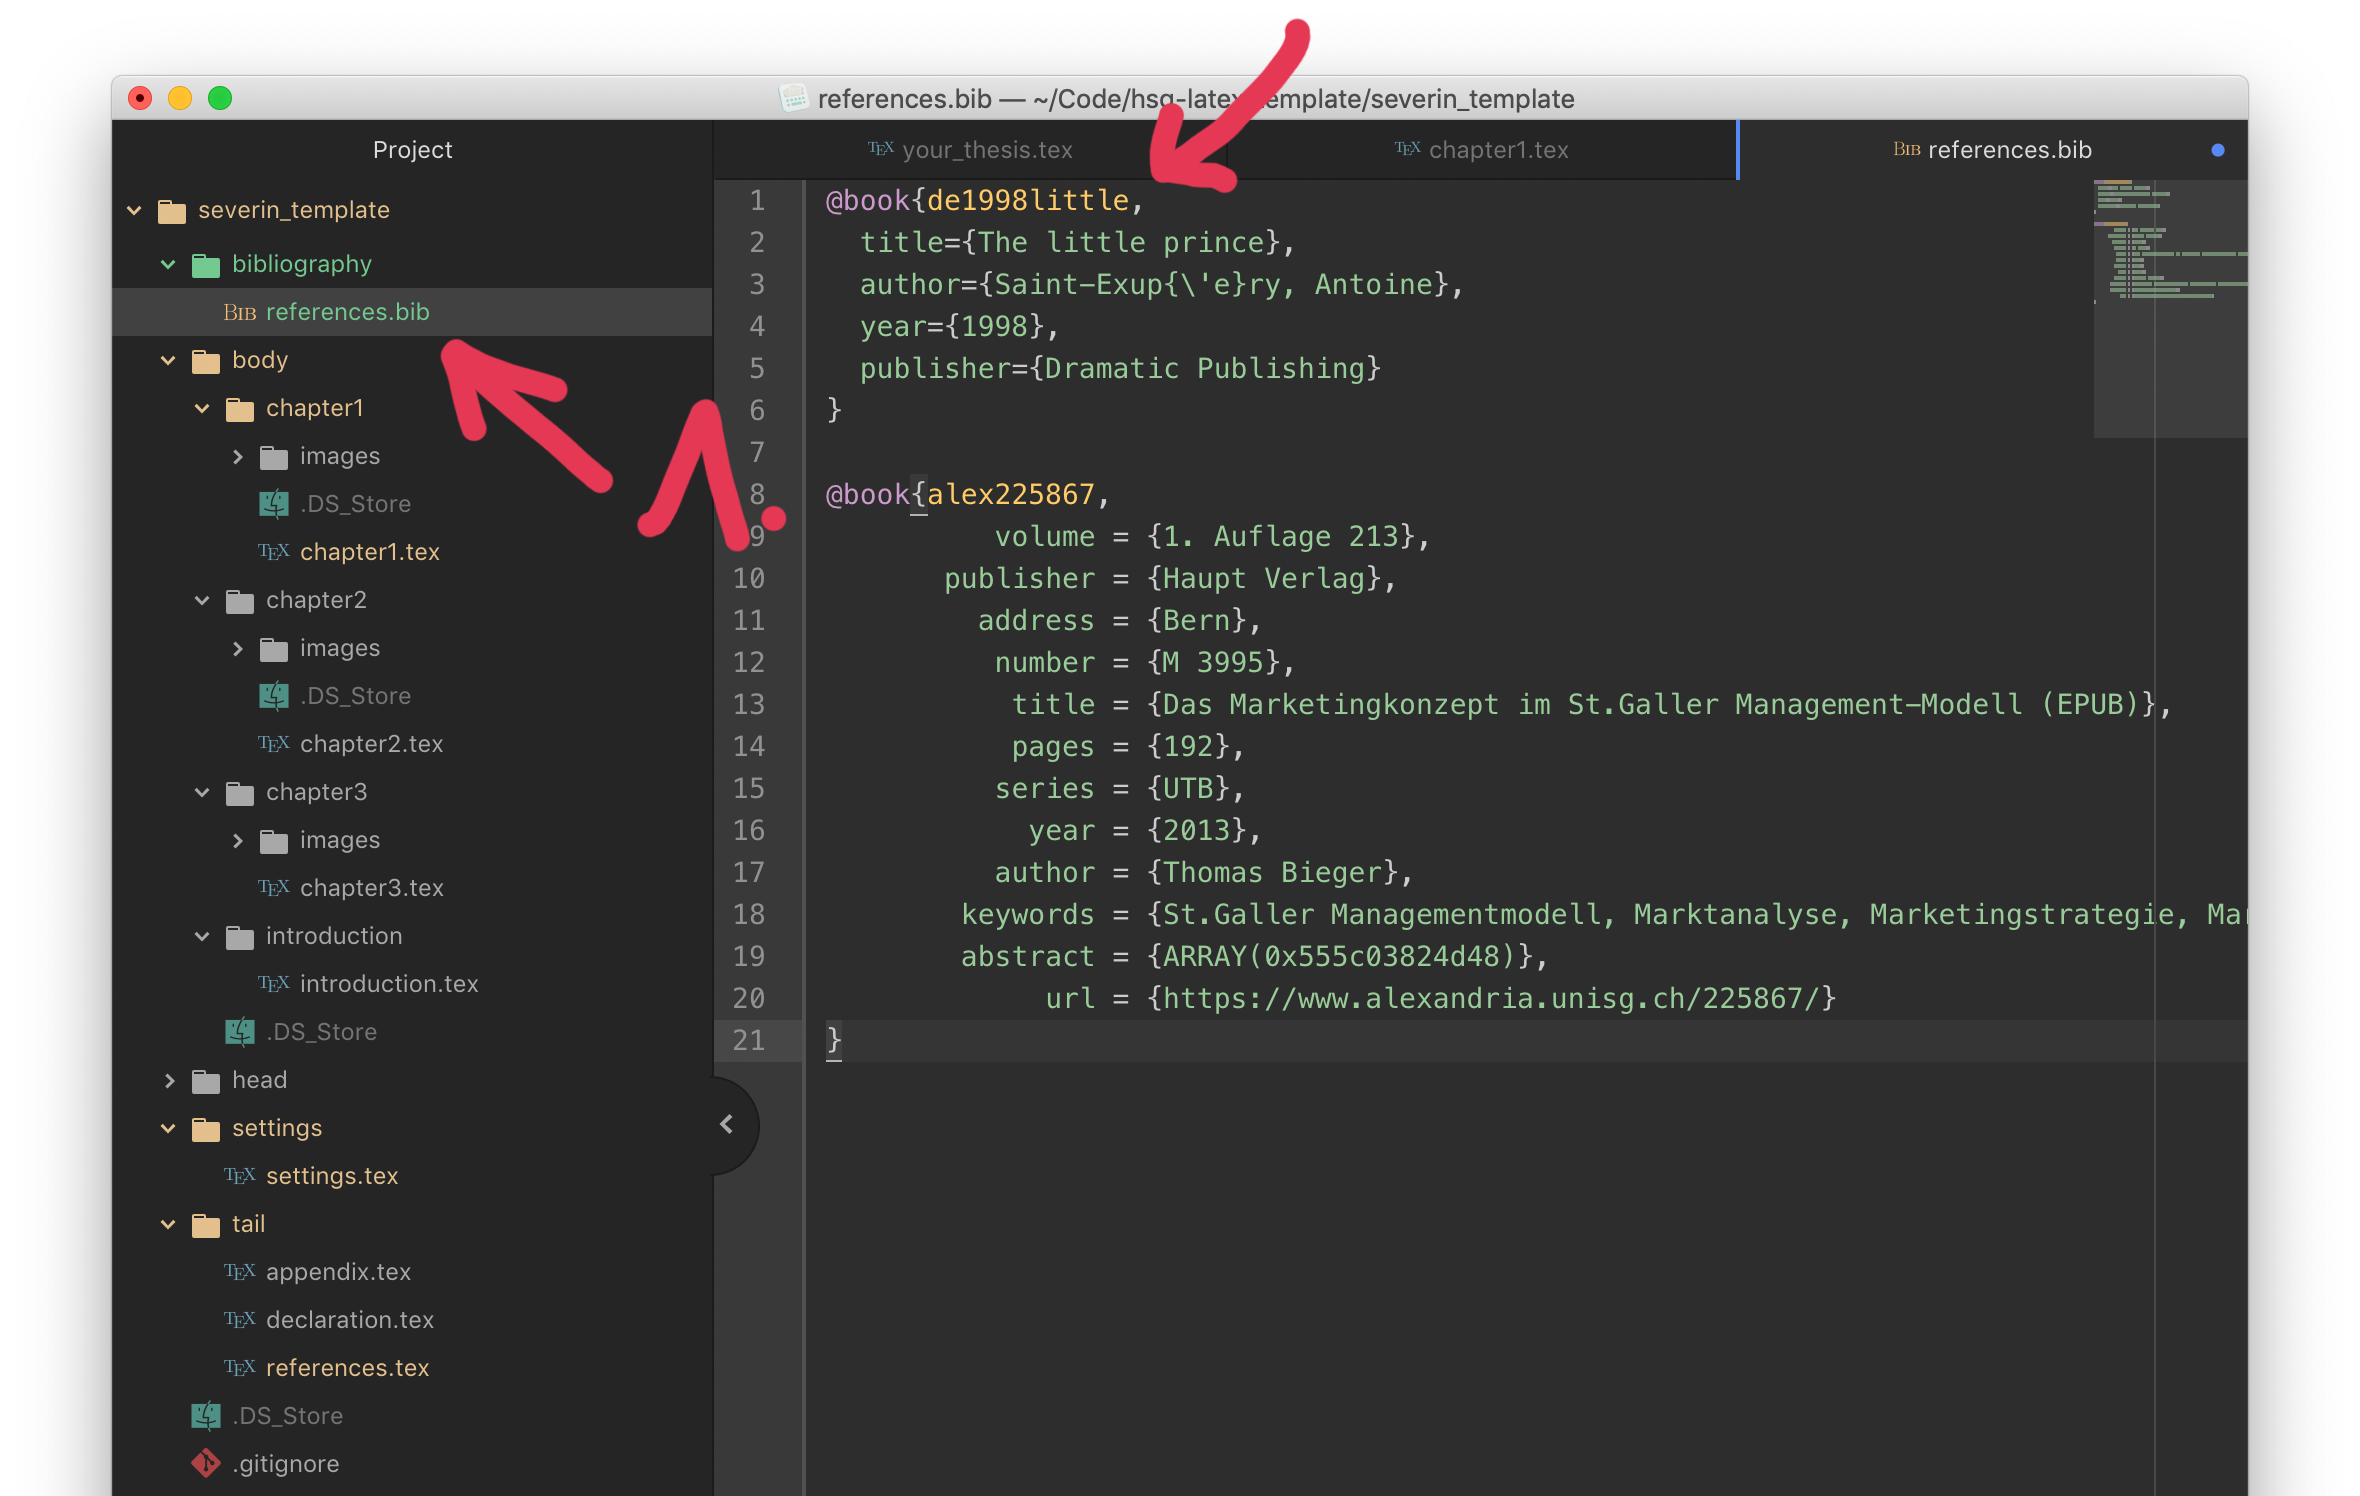 references.bib — ~/Code/hsg-latex-template/severin_template
Project
severin_template
bibliography
BIB references.bib
body
chapter1
images
.DS_Store
TEX chapter1.tex
chapter2
images
.DS_Store
TEX chapter2.tex
chapter3
images
TEX chapter3.tex
introduction
TEX introduction.tex
.DS_Store
head
settings
TEX settings.tex
tail
TEX appendix.tex
TEX declaration.tex
TEX references.tex
.DS_Store
.gitignore
1.
TEX your_thesis.tex
TEX chapter1.tex
BIB references.bib
1 @book{de1998little,
2 title={The little prince},
3 author={Saint-Exup{\'e}ry, Antoine},
4 year={1998},
5 publisher={Dramatic Publishing}
6 }
7
8 @book{alex225867,
9 volume = {1. Auflage 213},
10 publisher = {Haupt Verlag},
11 address = {Bern},
12 number = {M 3995},
13 title = {Das Marketingkonzept im St.Galler Management-Modell (EPUB)},
14 pages = {192},
15 series = {UTB},
16 year = {2013},
17 author = {Thomas Bieger},
18 keywords = {St.Galler Managementmodell, Marktanalyse, Marketingstrategie, Mar
19 abstract = {ARRAY(0x555c03824d48)},
20 url = {https://www.alexandria.unisg.ch/225867/}
21 }